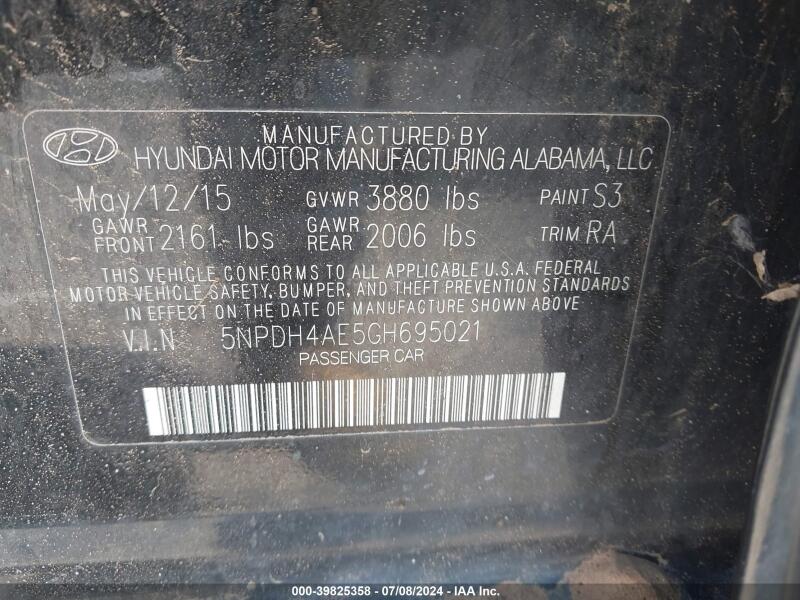 MANUFACTURED BY
HYUNDAI MOTOR MANUFACTURING ALABAMA, LLC
May/12/15 GVWR 3880 lbs PAINT S3
GAWR FRONT 2161 lbs GAWR REAR 2006 lbs TRIM RA
THIS VEHICLE CONFORMS TO ALL APPLICABLE U.S.A. FEDERAL
MOTOR VEHICLE SAFETY, BUMPER, AND THEFT PREVENTION STANDARDS
IN EFFECT ON THE DATE OF MANUFACTURE SHOWN ABOVE
V.I.N 5NPDH4AE5GH695021
PASSENGER CAR
000-39825358 - 07/08/2024 - IAA Inc.